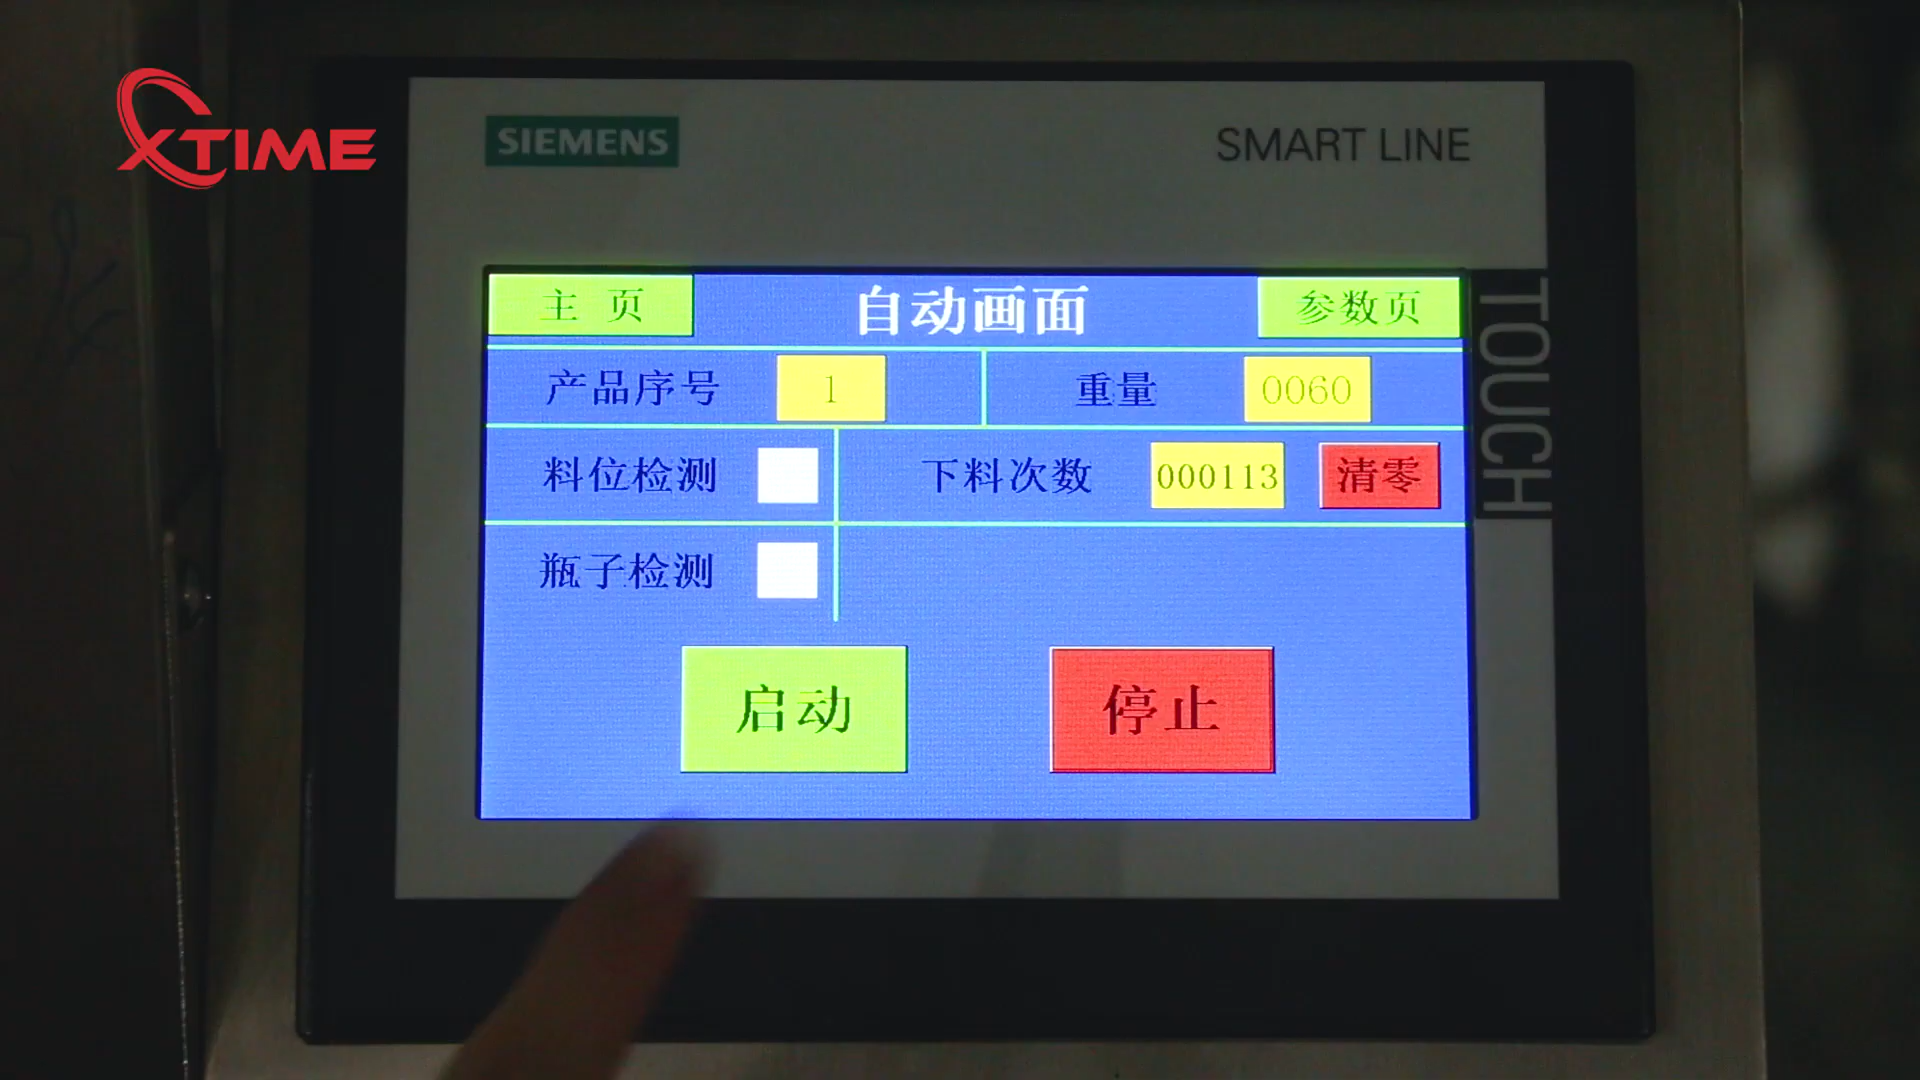 XTIME
SIEMENS
SMART LINE
TOUCH
主 页
自动画面
参数页
产品序号 1
重量 0060
料位检测
下料次数 000113 清零
瓶子检测
启动
停止